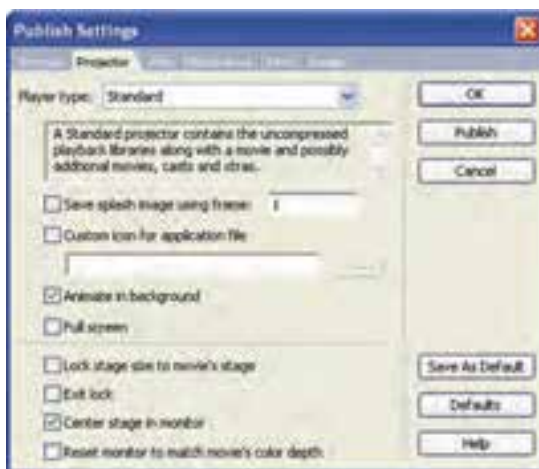 Publish Settings
Projector
Player type: Standard
OK
A Standard projector contains the uncompressed
playback libraries along with a movie and possibly
additional movies, casts and xtras.
Publish
Cancel
Save splash image using frame: 1
Custom icon for application file
Animate in background
Full screen
Lock stage size to movie's stage
Save As Default
Exit lock
Defaults
Center stage in monitor
Help
Reset monitor to match movie's color depth